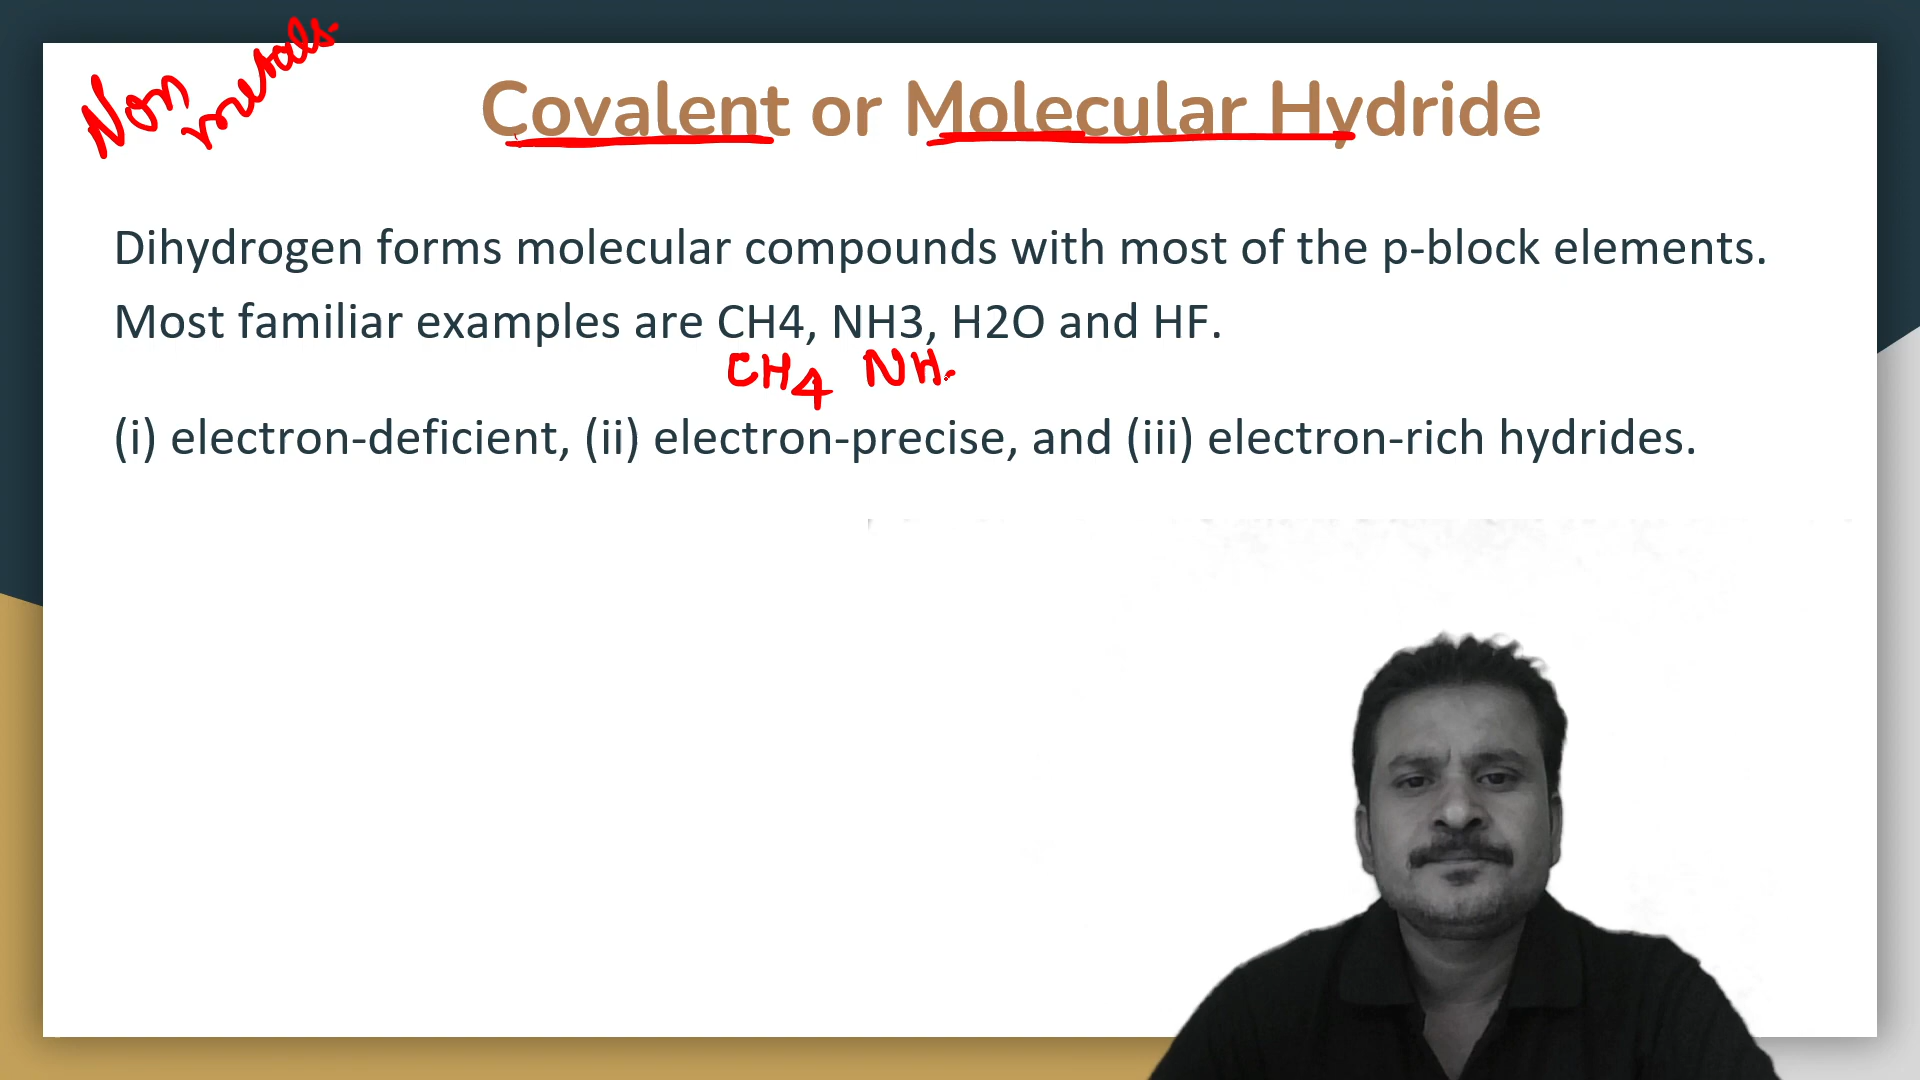 Non
metals.
Covalent or Molecular Hydride
Dihydrogen forms molecular compounds with most of the p-block elements.
Most familiar examples are CH4, NH3, H2O and HF.
CH4 NH
(i) electron-deficient, (ii) electron-precise, and (iii) electron-rich hydrides.